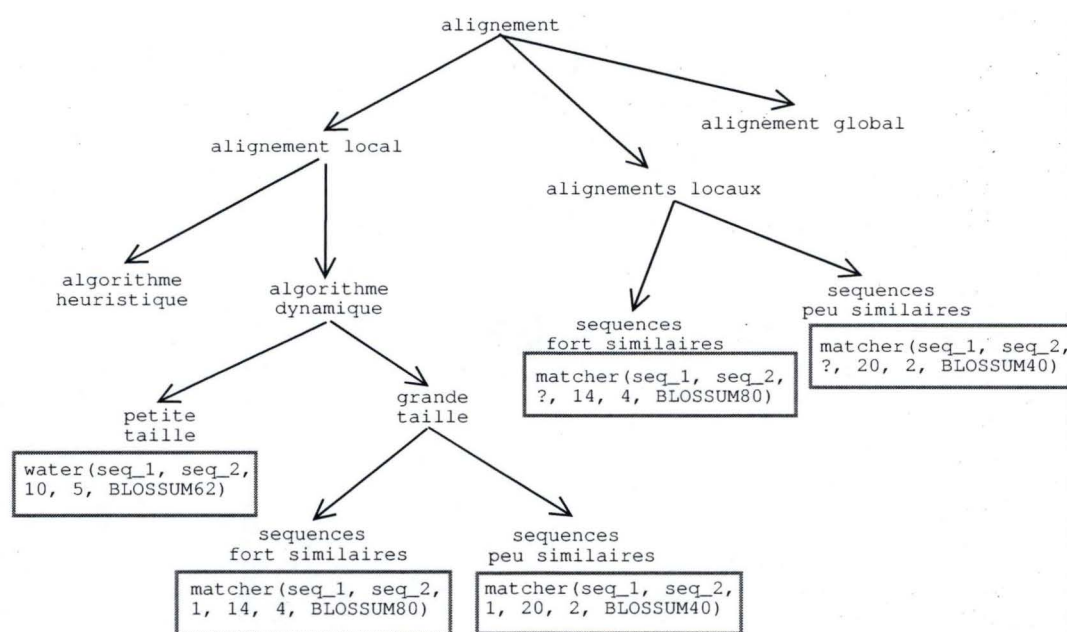 alignement
alignement global
alignement local
alignements locaux
algorithme
heuristique
algorithme
dynamique
sequences
peu similaires
sequences
fort similaires
matcher(seq_1, seq_2,
?, 20, 2, BLOSSUM40)
matcher(seq_1, seq_2,
?, 14, 4, BLOSSUM80)
grande
taille
petite
taille
water(seq_1, seq_2,
10, 5, BLOSSUM62)
sequences
fort similaires
sequences
peu similaires
matcher(seq_1, seq_2,
1, 14, 4, BLOSSUM80)
matcher(seq_1, seq_2,
1, 20, 2, BLOSSUM40)